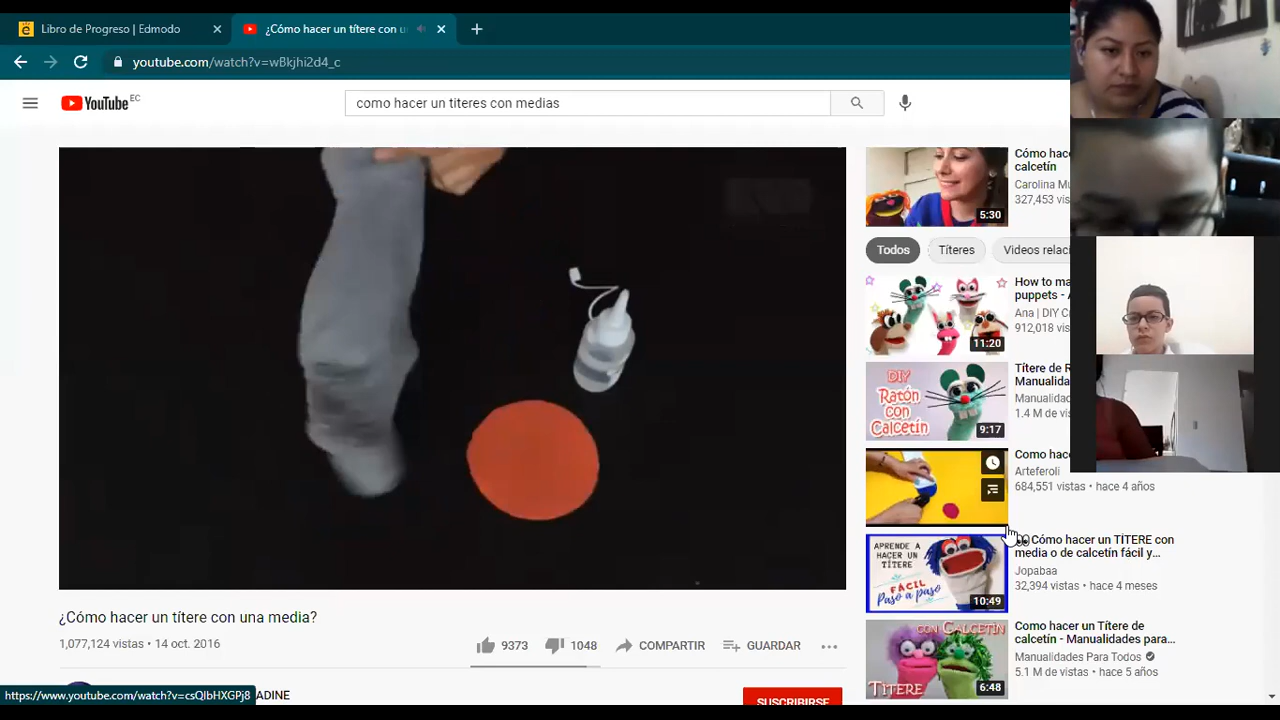 Libro de Progreso | Edmodo
¿Cómo hacer un títere con u
youtube.com/watch?v=wBkjhi2d4_c
YouTube EC
como hacer un titeres con medias
Cómo hace
calcetín
Carolina Mu
327,453 vis
5:30
Todos
Títeres
Videos relaci
How to ma
puppets - A
Ana | DIY Cr
912,018 vis
11:20
DIY
Ratón
con
Calcetín
9:17
Títere de R
Manualida
Manualidad
1.4 M de vis
Como hace
Arteferoli
684,551 vistas • hace 4 años
APRENDE A
HACER UN
TÍTERE
FÁCIL
Paso a paso
10:49
Cómo hacer un TÍTERE con
media o de calcetín fácil y...
Jopabaa
32,394 vistas • hace 4 meses
CON CALCETIN
TÍTERE
6:48
Como hacer un Títere de
calcetín - Manualidades para...
Manualidades Para Todos
5.1 M de vistas • hace 5 años
¿Cómo hacer un títere con una media?
1,077,124 vistas • 14 oct. 2016
9373
1048
COMPARTIR
GUARDAR
ADINE
SUSCRIBIRSE
https://www.youtube.com/watch?v=csQlbHXGPj8